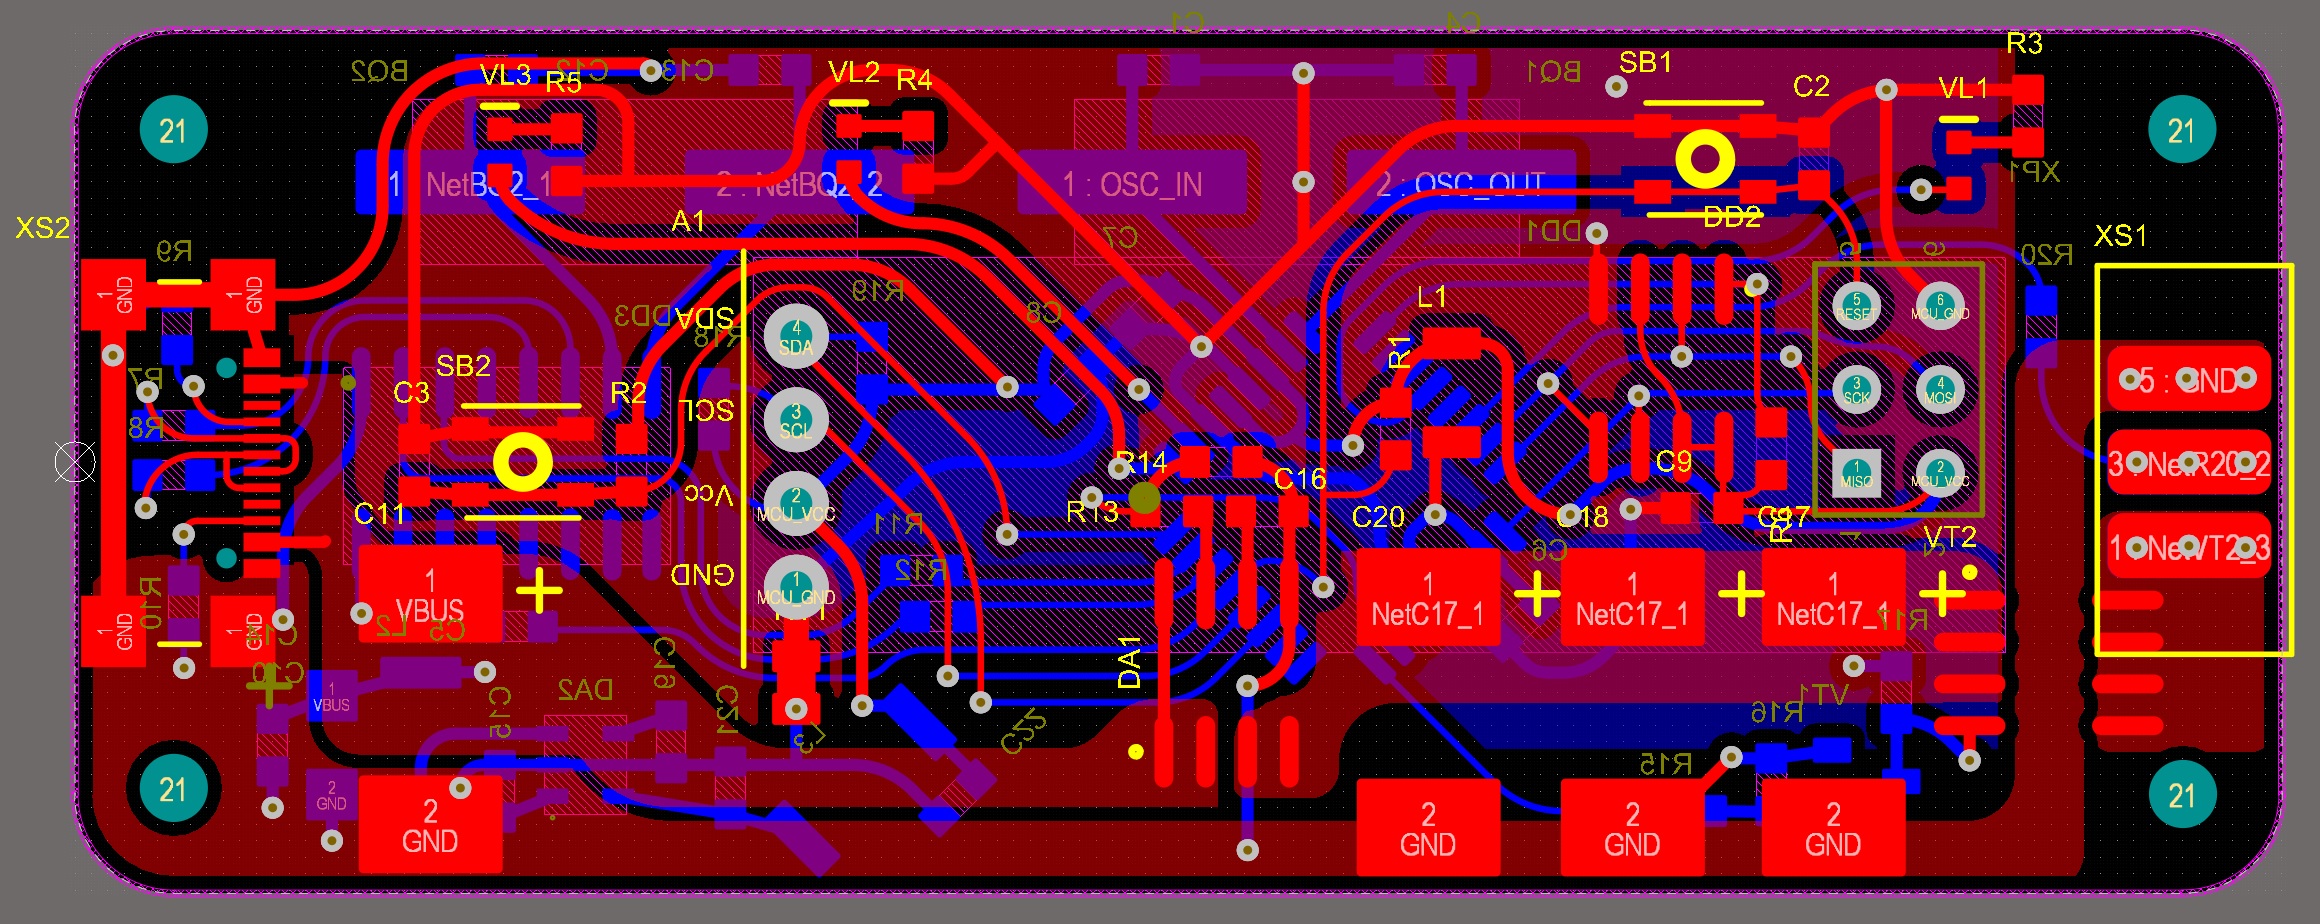 C1
C4
BQ2
VL3
C12
R5
C13
VL2
R4
BQ1
SB1
C2
R3
VL1
21
21
1
NetBQ2_1
2 : NetBQ2_2
1 : OSC_IN
2 : OSC_OUT
XP1
XS2
A1
C7
DD1
DD2
5
6
XS1
R9
R20
1
GND
1
GND
R19
L1
SDA
DD3
R18
C8
4
SDA
5
RESET
6
MCU_GND
SB2
R1
R7
C3
R2
SCL
3
SCL
3
SCK
4
MOSI
5 : GND
R8
R14
C9
3 : NetR20_2
C16
1
MISO
2
MCU_VCC
Vcc
2
MCU_VCC
C11
R13
C20
C18
C17
R6
R11
1
2
VT2
C6
1 : NetVT2_3
GND
R12
1
MCU_GND
R10
1
VBUS
1
NetC17_1
1
NetC17_1
1
NetC17_1
1
GND
1
GND
C14
L2
C5
R17
C10
C19
DA1
1
VBUS
DA2
VT1
C15
C21
R16
L3
C22
R15
21
21
2
GND
2
GND
2
GND
2
GND
2
GND